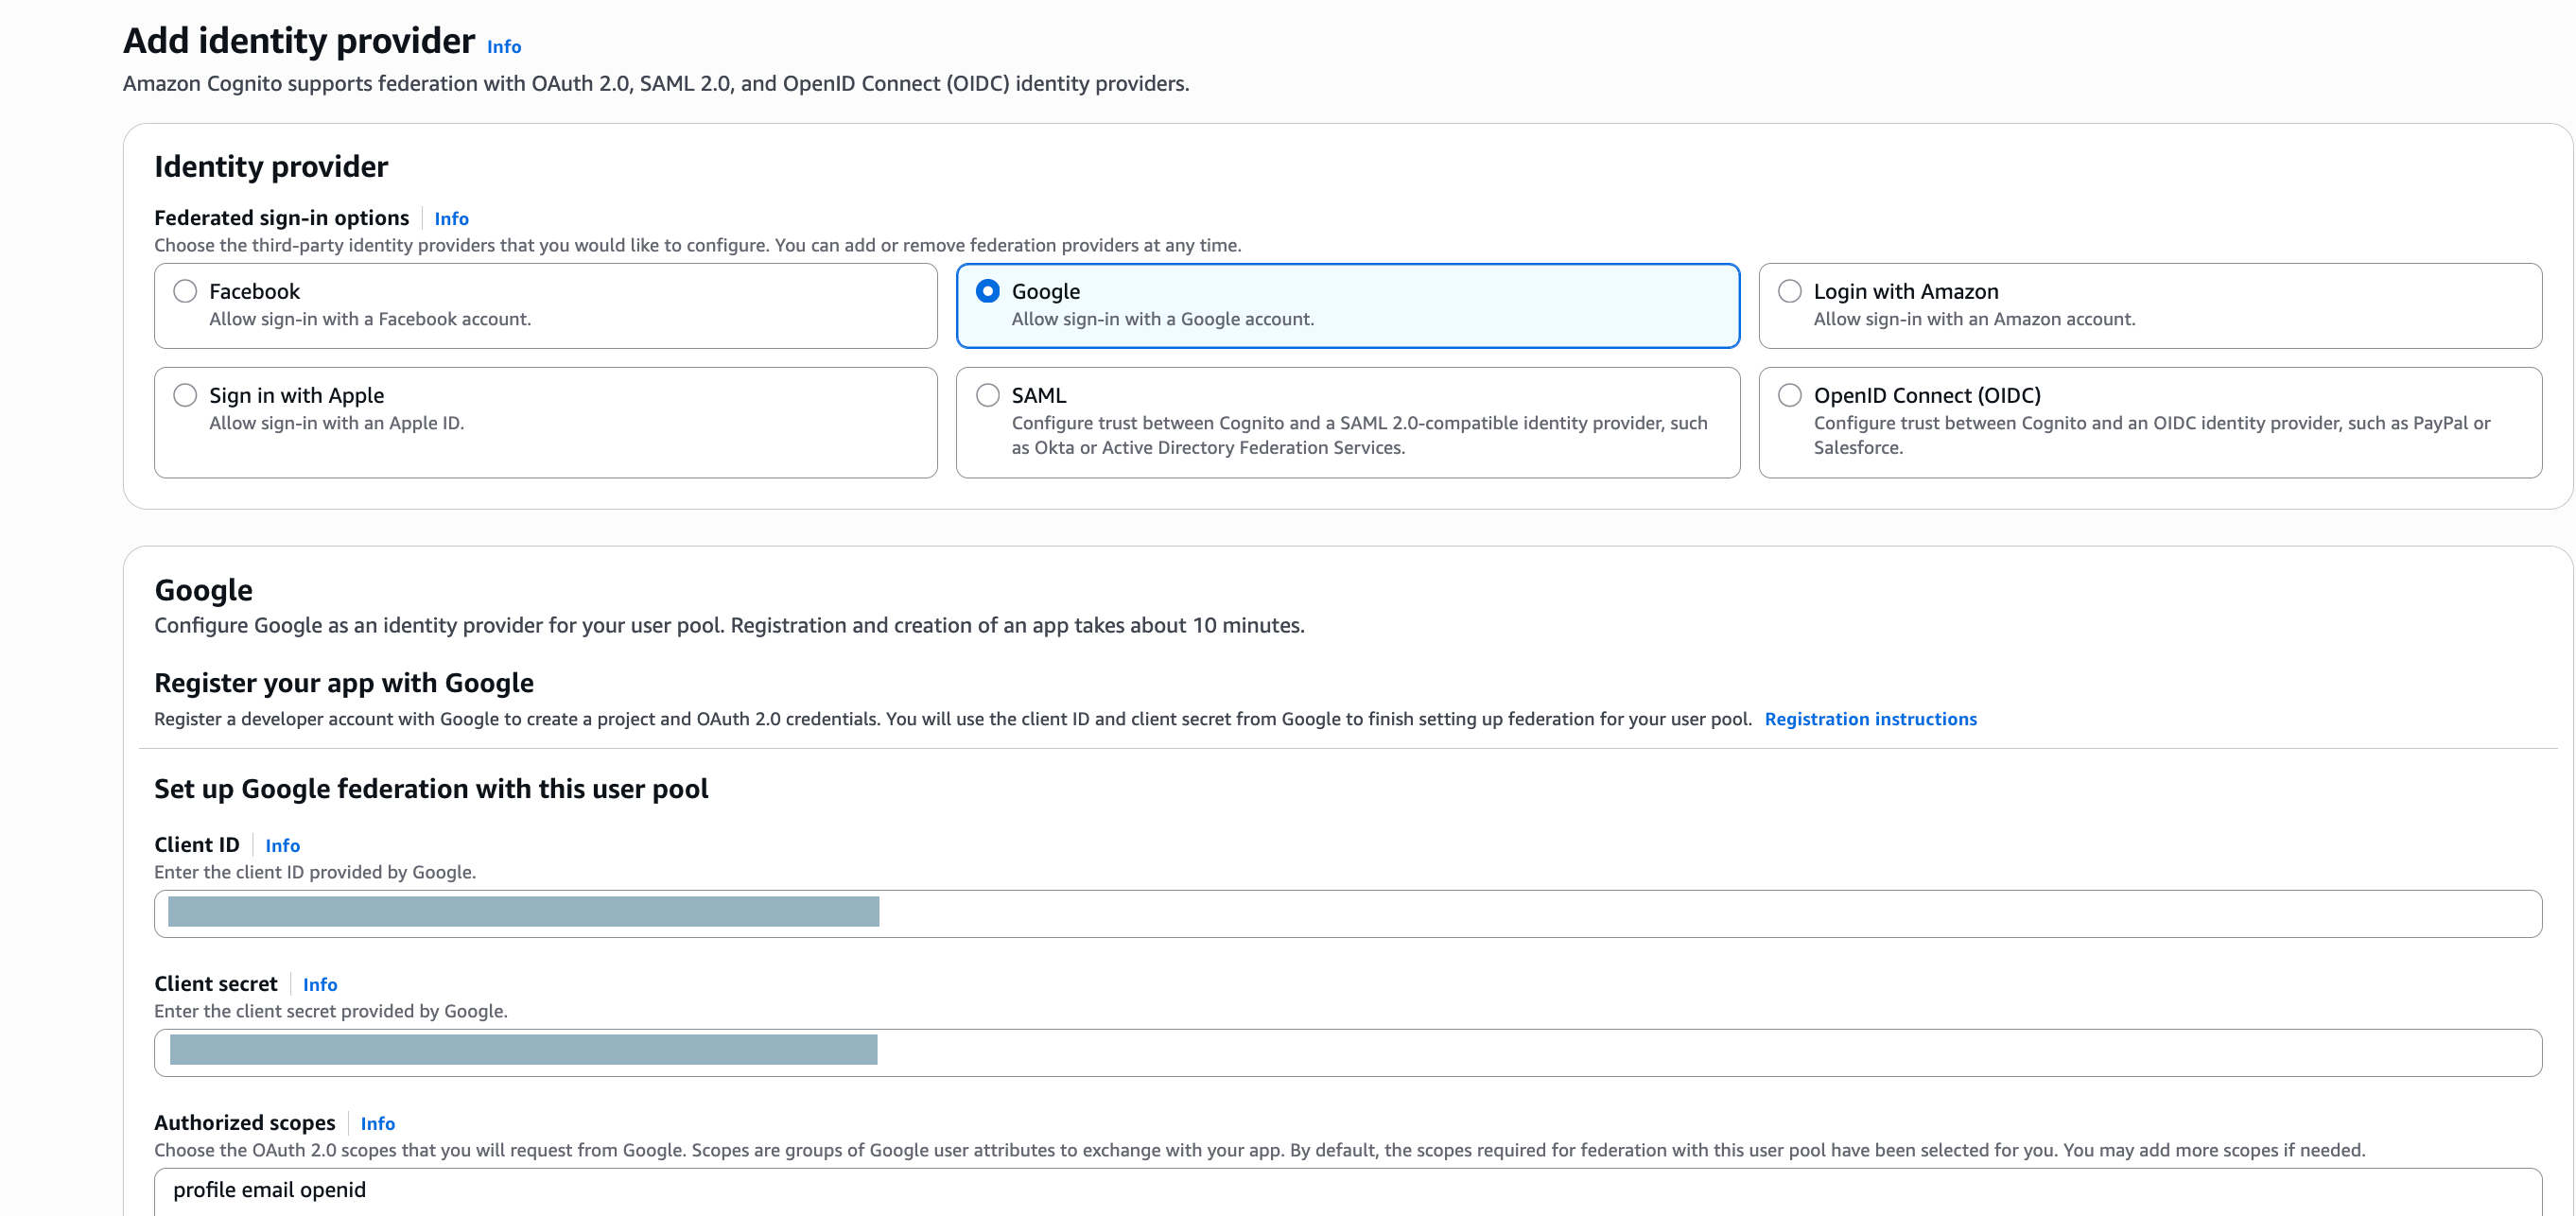 Add identity provider Info
Amazon Cognito supports federation with OAuth 2.0, SAML 2.0, and OpenID Connect (OIDC) identity providers.
Identity provider
Federated sign-in options Info
Choose the third-party identity providers that you would like to configure. You can add or remove federation providers at any time.
Facebook
Allow sign-in with a Facebook account.
Google
Allow sign-in with a Google account.
Login with Amazon
Allow sign-in with an Amazon account.
Sign in with Apple
Allow sign-in with an Apple ID.
SAML
Configure trust between Cognito and a SAML 2.0-compatible identity provider, such
as Okta or Active Directory Federation Services.
OpenID Connect (OIDC)
Configure trust between Cognito and an OIDC identity provider, such as PayPal or
Salesforce.
Google
Configure Google as an identity provider for your user pool. Registration and creation of an app takes about 10 minutes.
Register your app with Google
Register a developer account with Google to create a project and OAuth 2.0 credentials. You will use the client ID and client secret from Google to finish setting up federation for your user pool. Registration instructions
Set up Google federation with this user pool
Client ID Info
Enter the client ID provided by Google.
Client secret Info
Enter the client secret provided by Google.
Authorized scopes Info
Choose the OAuth 2.0 scopes that you will request from Google. Scopes are groups of Google user attributes to exchange with your app. By default, the scopes required for federation with this user pool have been selected for you. You may add more scopes if needed.
profile email openid